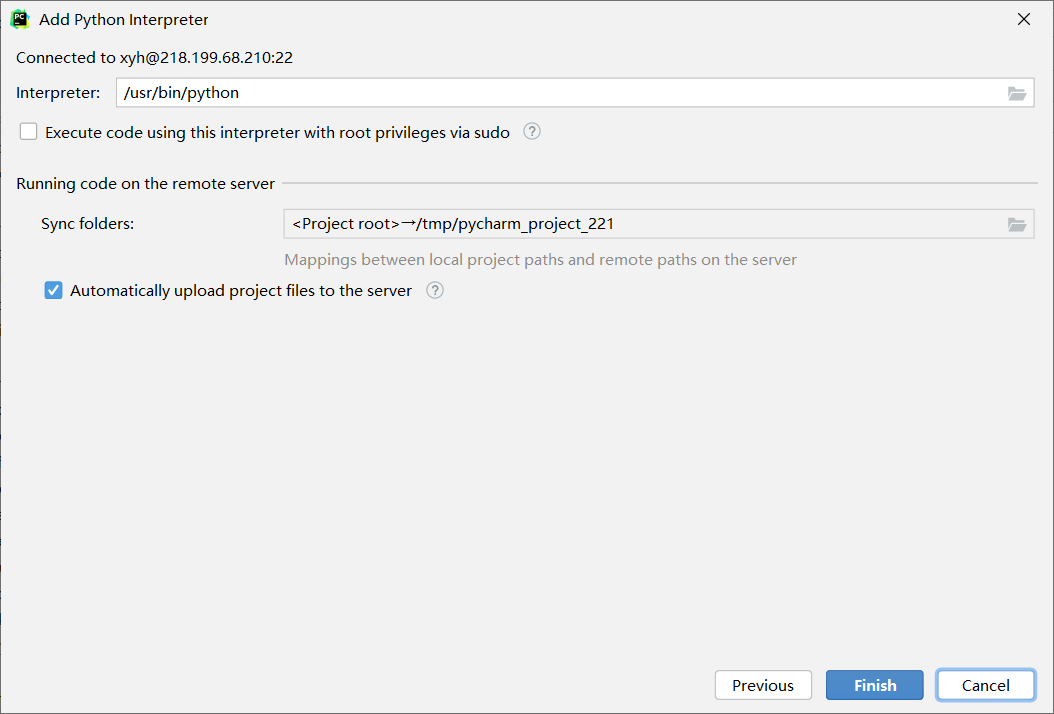 PC
Add Python Interpreter
Connected to xyh@218.199.68.210:22
Interpreter: /usr/bin/python
Execute code using this interpreter with root privileges via sudo ?
Running code on the remote server
Sync folders: <Project root>→/tmp/pycharm_project_221
Mappings between local project paths and remote paths on the server
Automatically upload project files to the server ?
Previous Finish Cancel